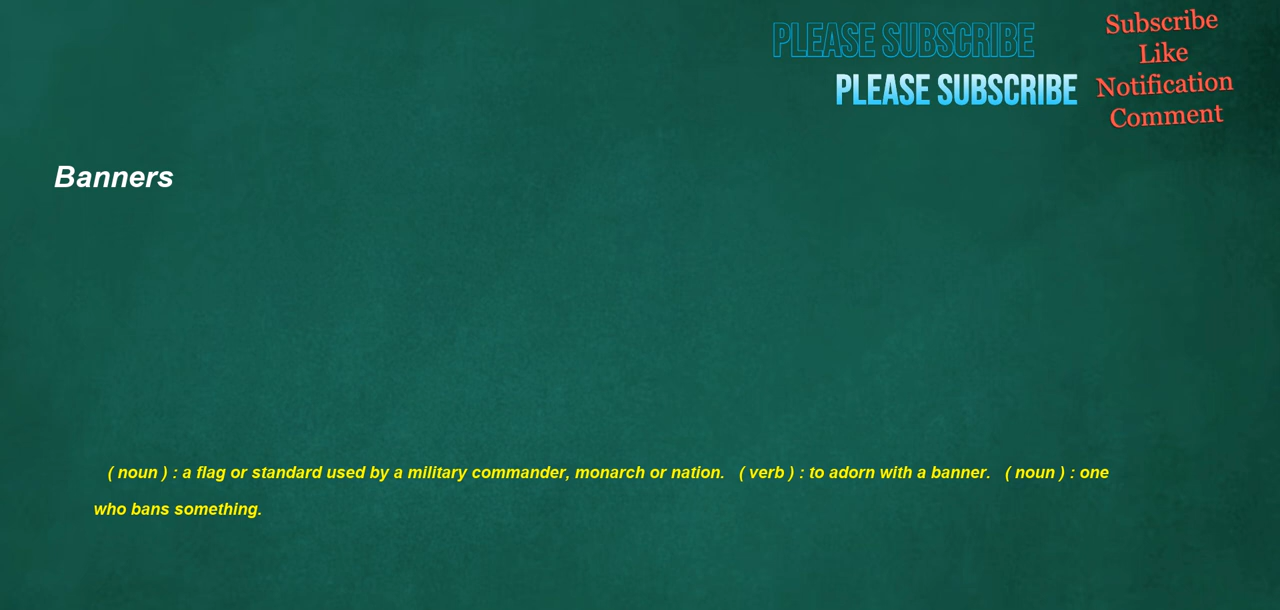 PLEASE SUBSCRIBE
PLEASE SUBSCRIBE
Subscribe
Like
Notification
Comment
Banners
( noun ) : a flag or standard used by a military commander, monarch or nation. ( verb ) : to adorn with a banner. ( noun ) : one
who bans something.